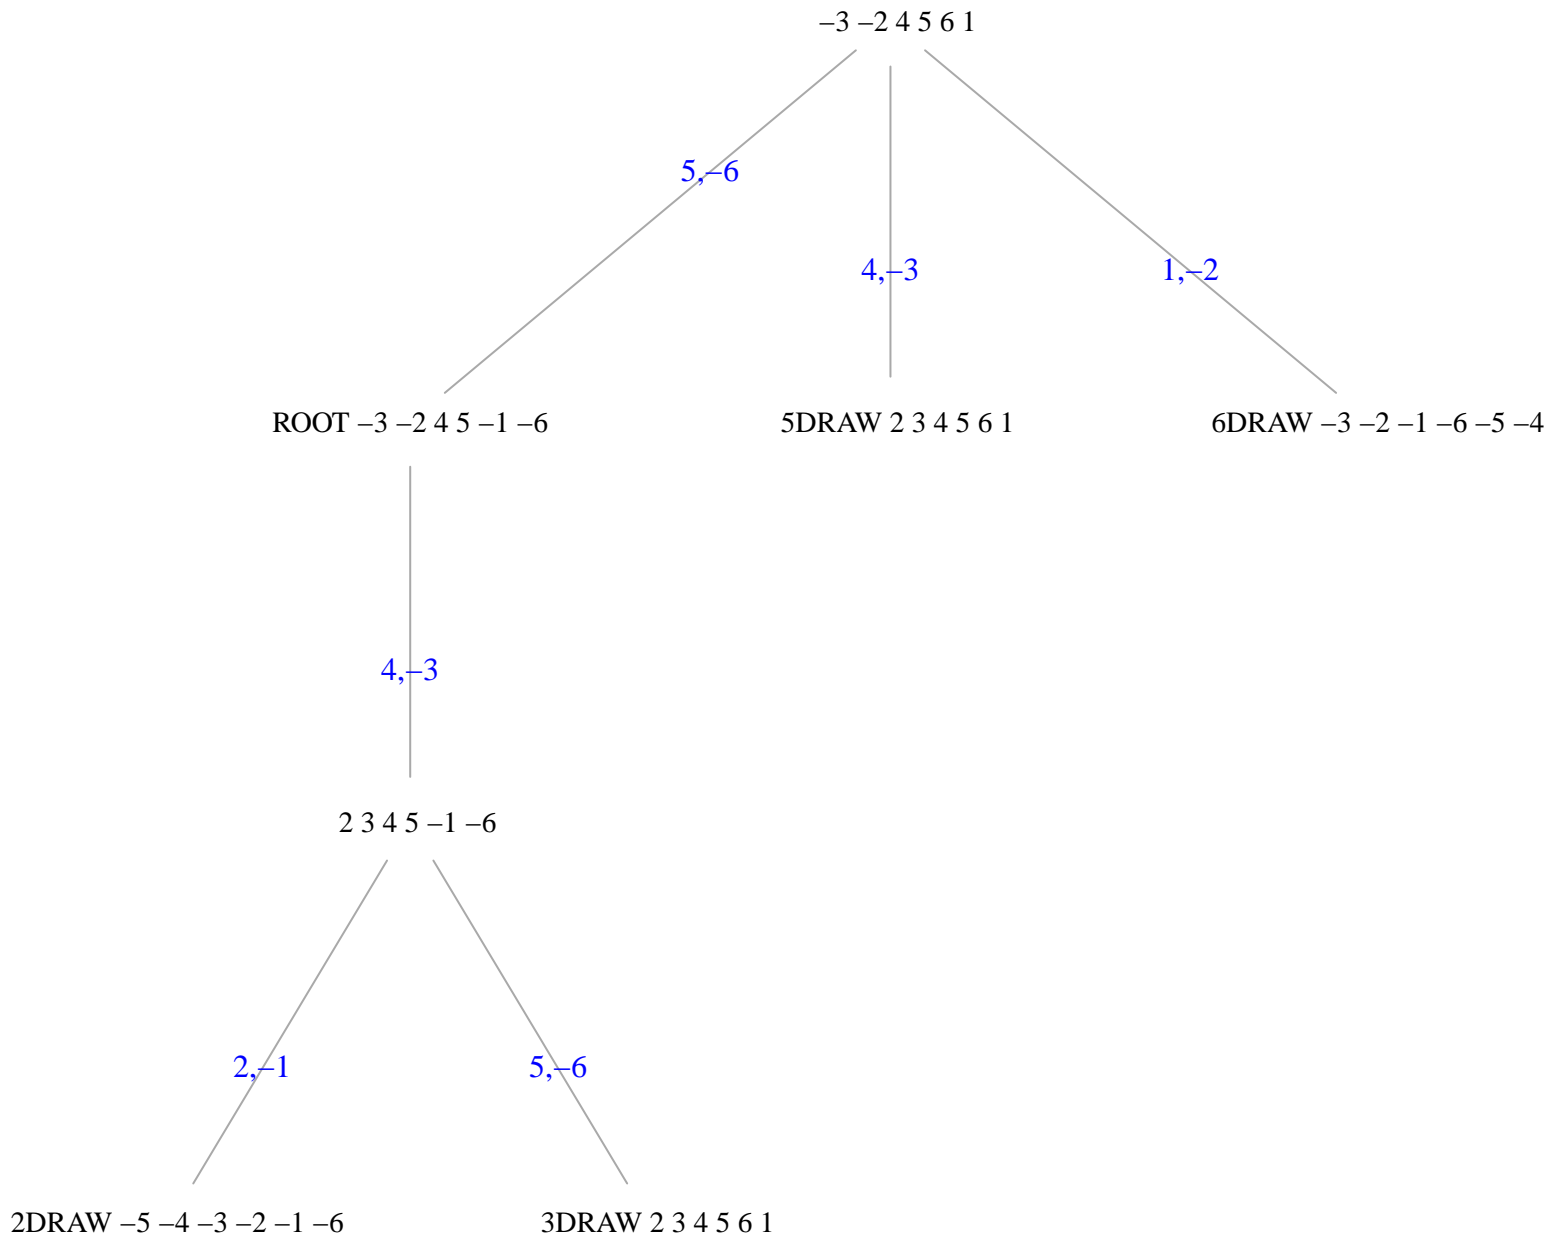 –3 –2 4 5 6 1
5,–6
4,–3
1,–2
ROOT –3 –2 4 5 –1 –6
5DRAW 2 3 4 5 6 1
6DRAW –3 –2 –1 –6 –5 –4
4,–3
2 3 4 5 –1 –6
2,–1
5,–6
2DRAW –5 –4 –3 –2 –1 –6
3DRAW 2 3 4 5 6 1